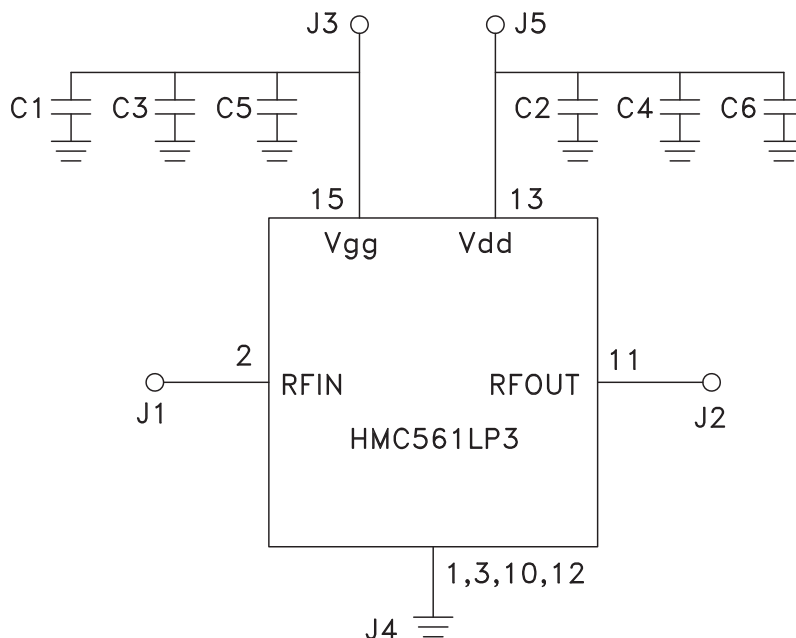 J3 J5
C1 C3 C5 C2 C4 C6
15 13
Vgg Vdd
2 11
RFIN RFOUT
J1 J2
HMC561LP3
1,3,10,12
J4